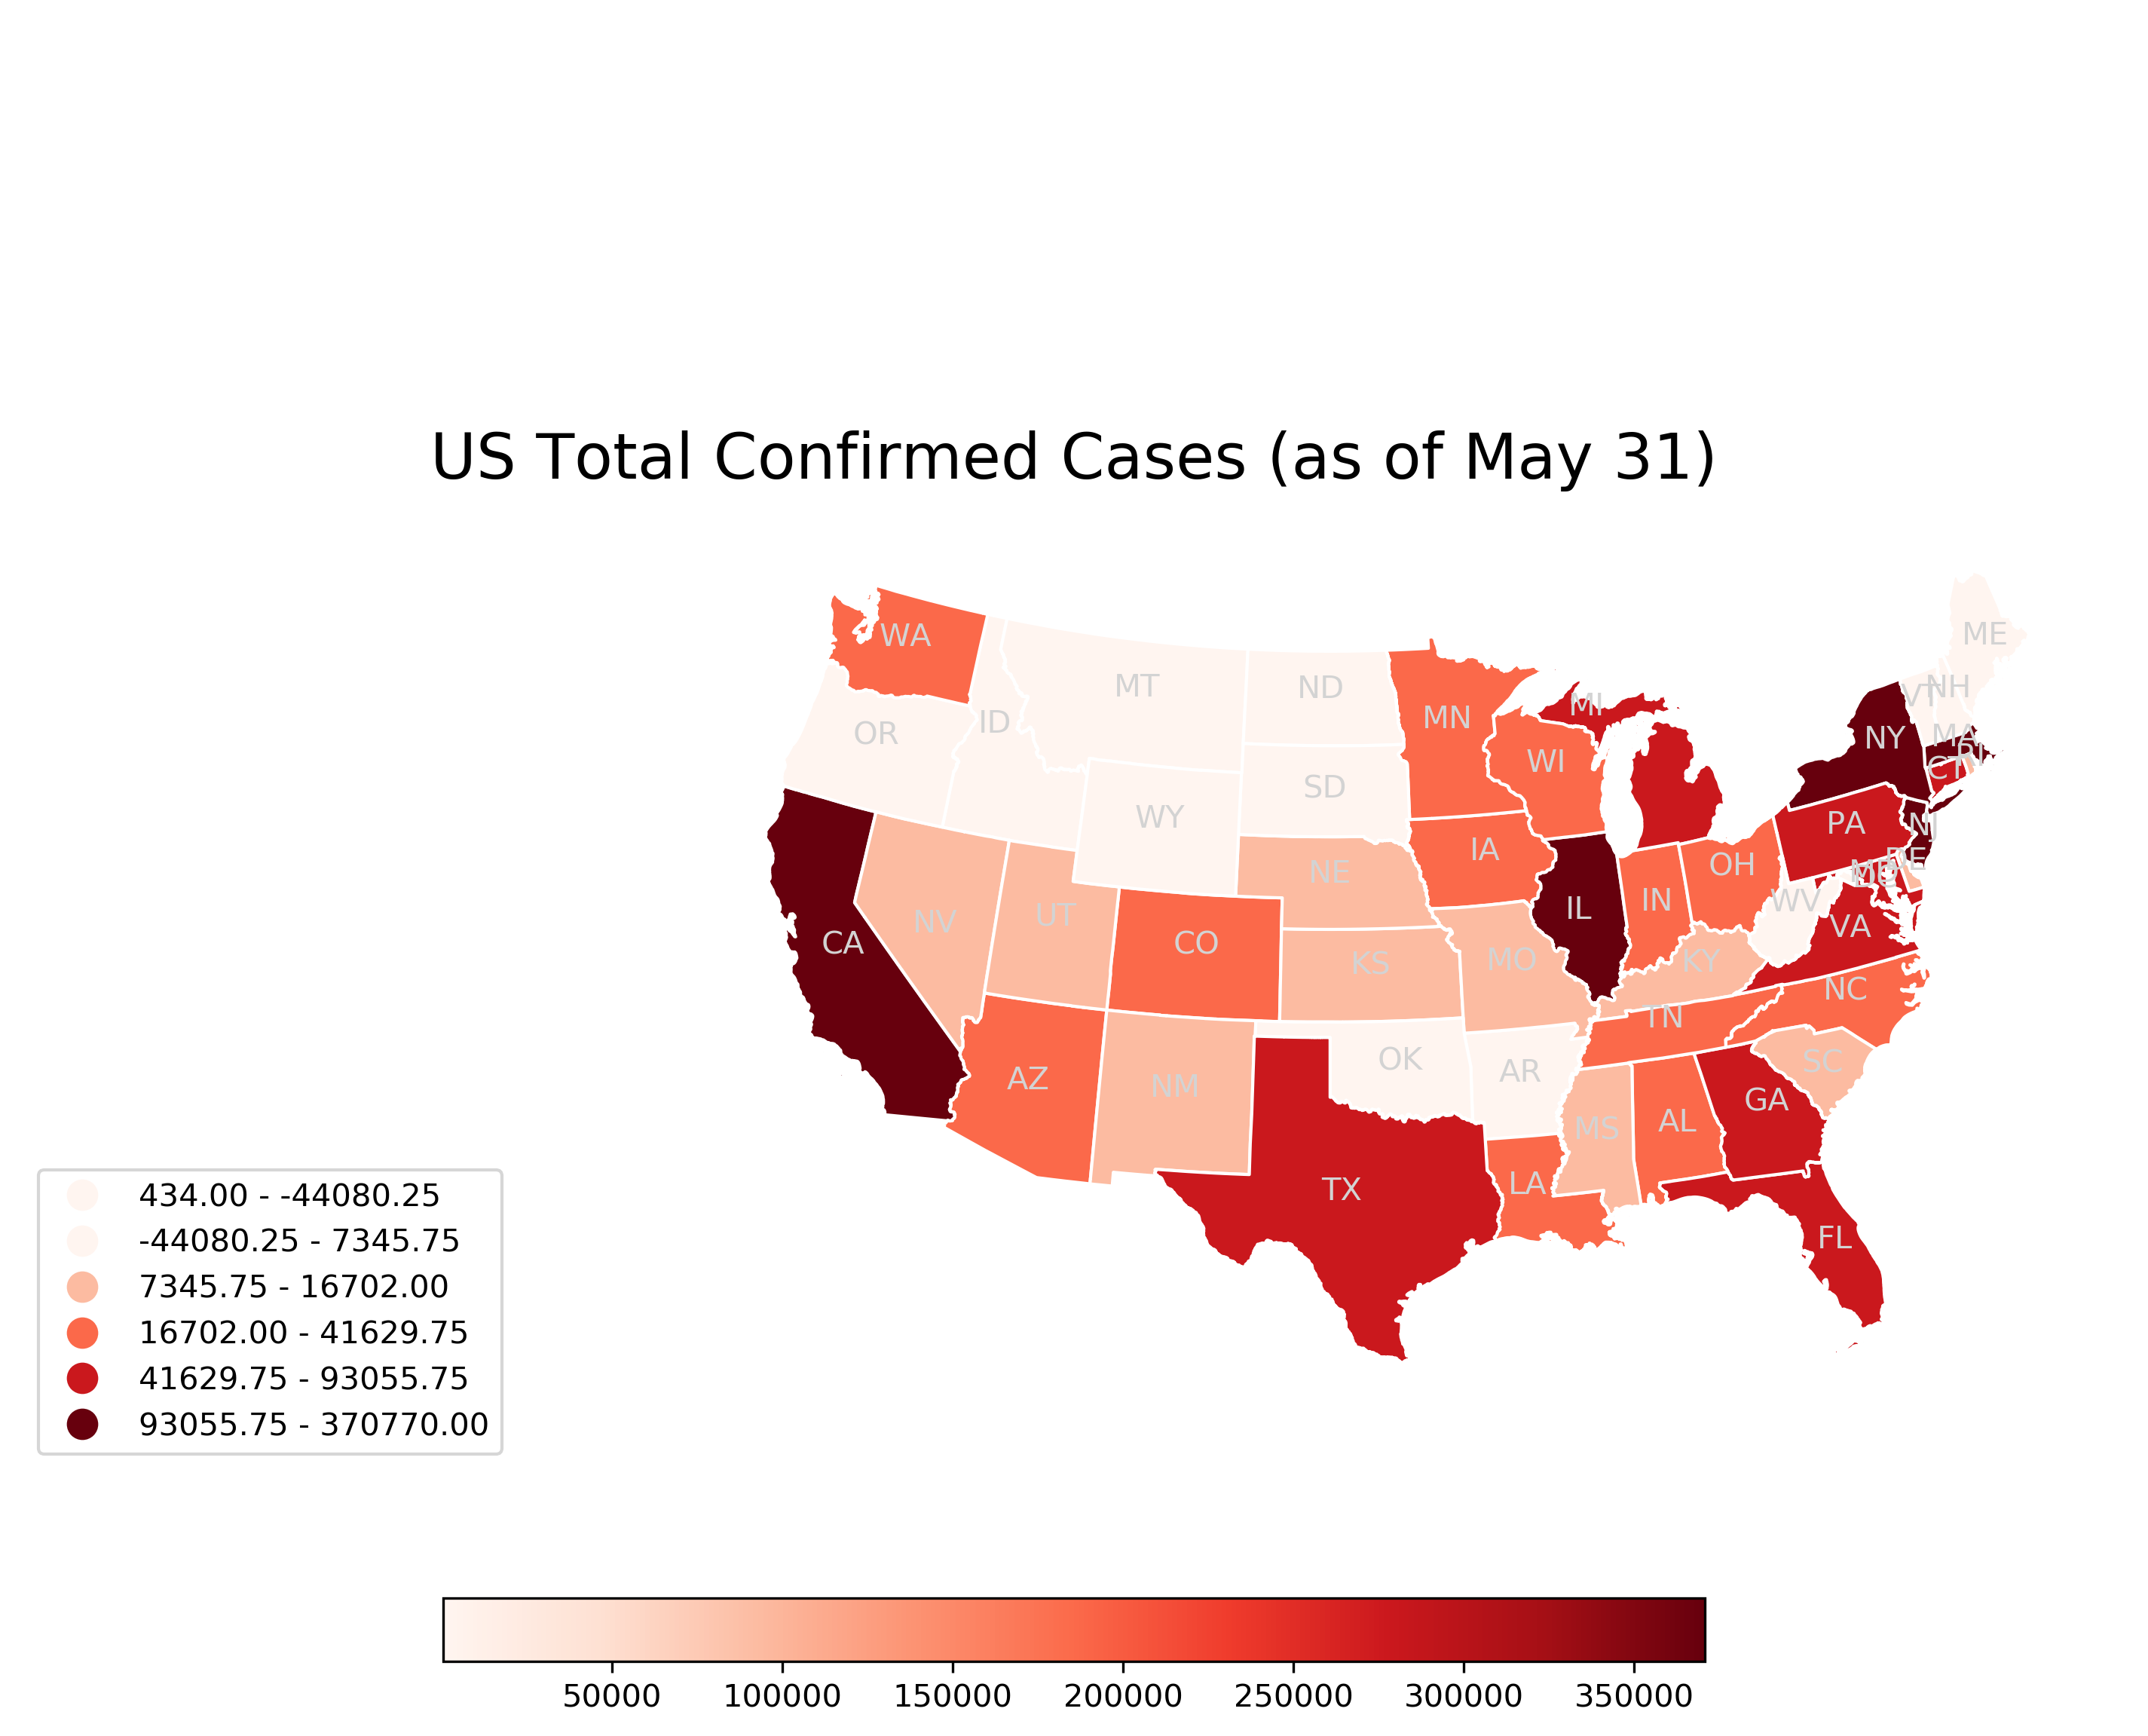 US Total Confirmed Cases (as of May 31)
ME
WA
MT
ND
NH
VT
MI
MN
ID
OR
NY
MA
RI
WI
CT
SD
WY
PA
NJ
IA
DE
OH
NE
MD
DC
WV
IN
IL
UT
NV
VA
CO
CA
KS
MO
KY
NC
TN
OK
SC
AR
AZ
NM
GA
AL
MS
LA
TX
FL
434.00 - -44080.25
-44080.25 - 7345.75
7345.75 - 16702.00
16702.00 - 41629.75
41629.75 - 93055.75
93055.75 - 370770.00
50000 100000 150000 200000 250000 300000 350000